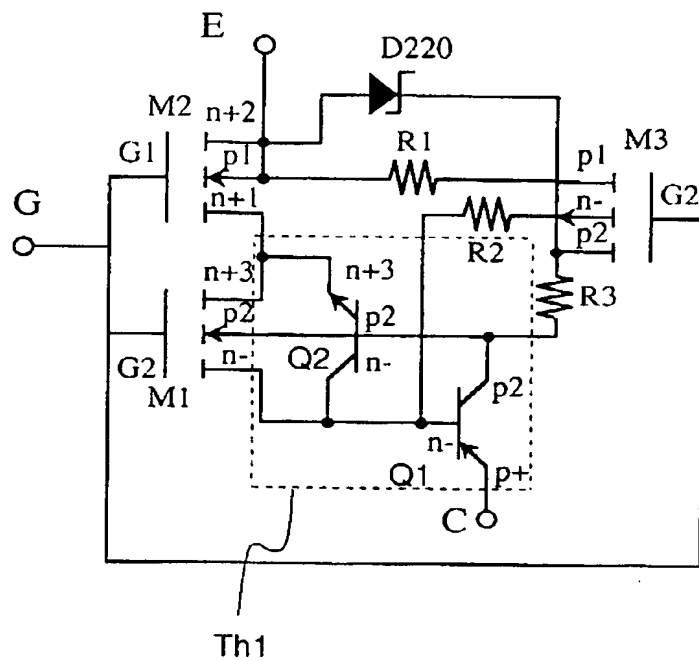 E
D220
M2
n+2
G1
p1
R1
p1
M3
G
n+1
n-
G2
R2
p2
n+3
n+3
R3
p2
p2
G2
n-
Q2
n-
M1
p2
n-
Q1
p+
C
Th1